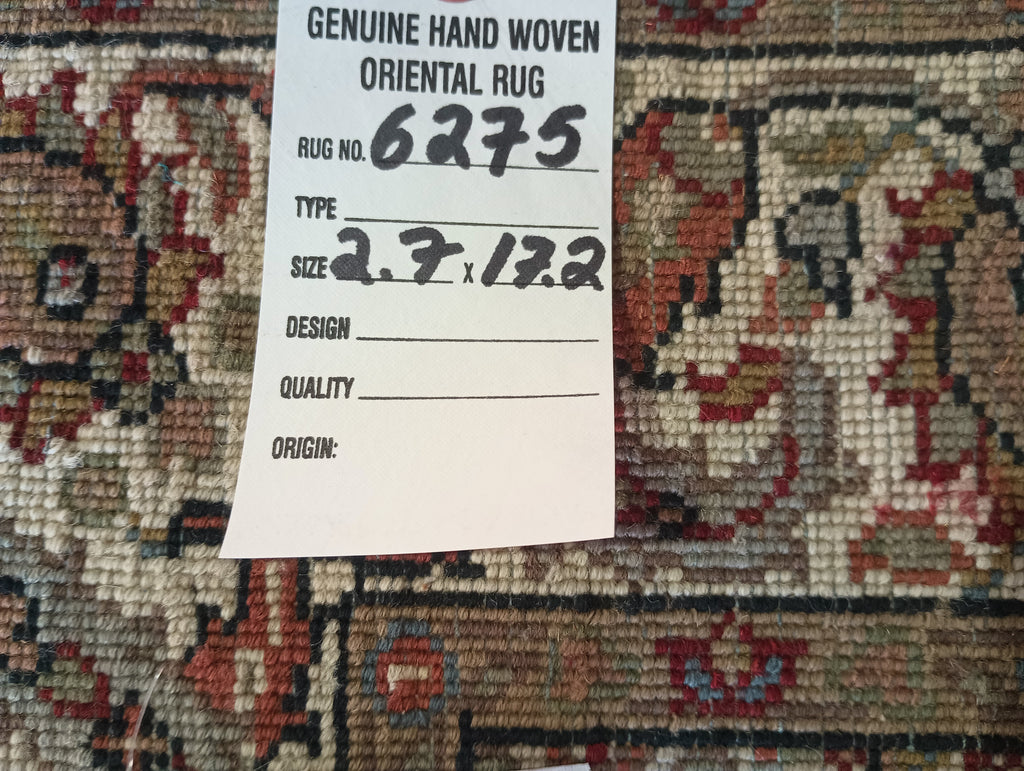 GENUINE HAND WOVEN
ORIENTAL RUG
RUG NO. 6275
TYPE
SIZE 2.7 x 17.2
DESIGN
QUALITY
ORIGIN: